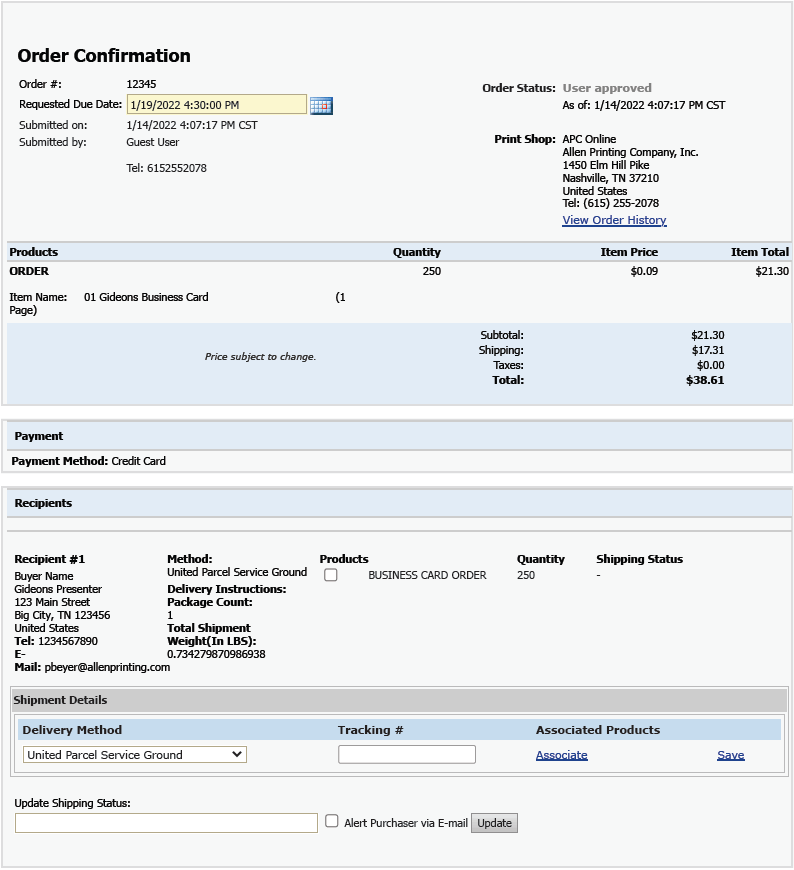 Order Confirmation
Order #: 12345
Requested Due Date: 1/19/2022 4:30:00 PM
Submitted on: 1/14/2022 4:07:17 PM CST
Submitted by: Guest User
Tel: 6152552078
Order Status: User approved
As of: 1/14/2022 4:07:17 PM CST
Print Shop: APC Online
Allen Printing Company, Inc.
1450 Elm Hill Pike
Nashville, TN 37210
United States
Tel: (615) 255-2078
View Order History
Products Quantity Item Price Item Total
ORDER 250 $0.09 $21.30
Item Name: 01 Gideons Business Card (1
Page)
Price subject to change.
Subtotal: $21.30
Shipping: $17.31
Taxes: $0.00
Total: $38.61
Payment
Payment Method: Credit Card
Recipients
Recipient #1
Buyer Name
Gideons Presenter
123 Main Street
Big City, TN 123456
United States
Tel: 1234567890
E-
Mail: pbeyer@allenprinting.com
Method:
United Parcel Service Ground
Delivery Instructions:
Package Count:
1
Total Shipment
Weight(In LBS):
0.734279870986938
Products Quantity Shipping Status
BUSINESS CARD ORDER 250 -
Shipment Details
Delivery Method Tracking # Associated Products
United Parcel Service Ground Associate Save
Update Shipping Status:
Alert Purchaser via E-mail Update